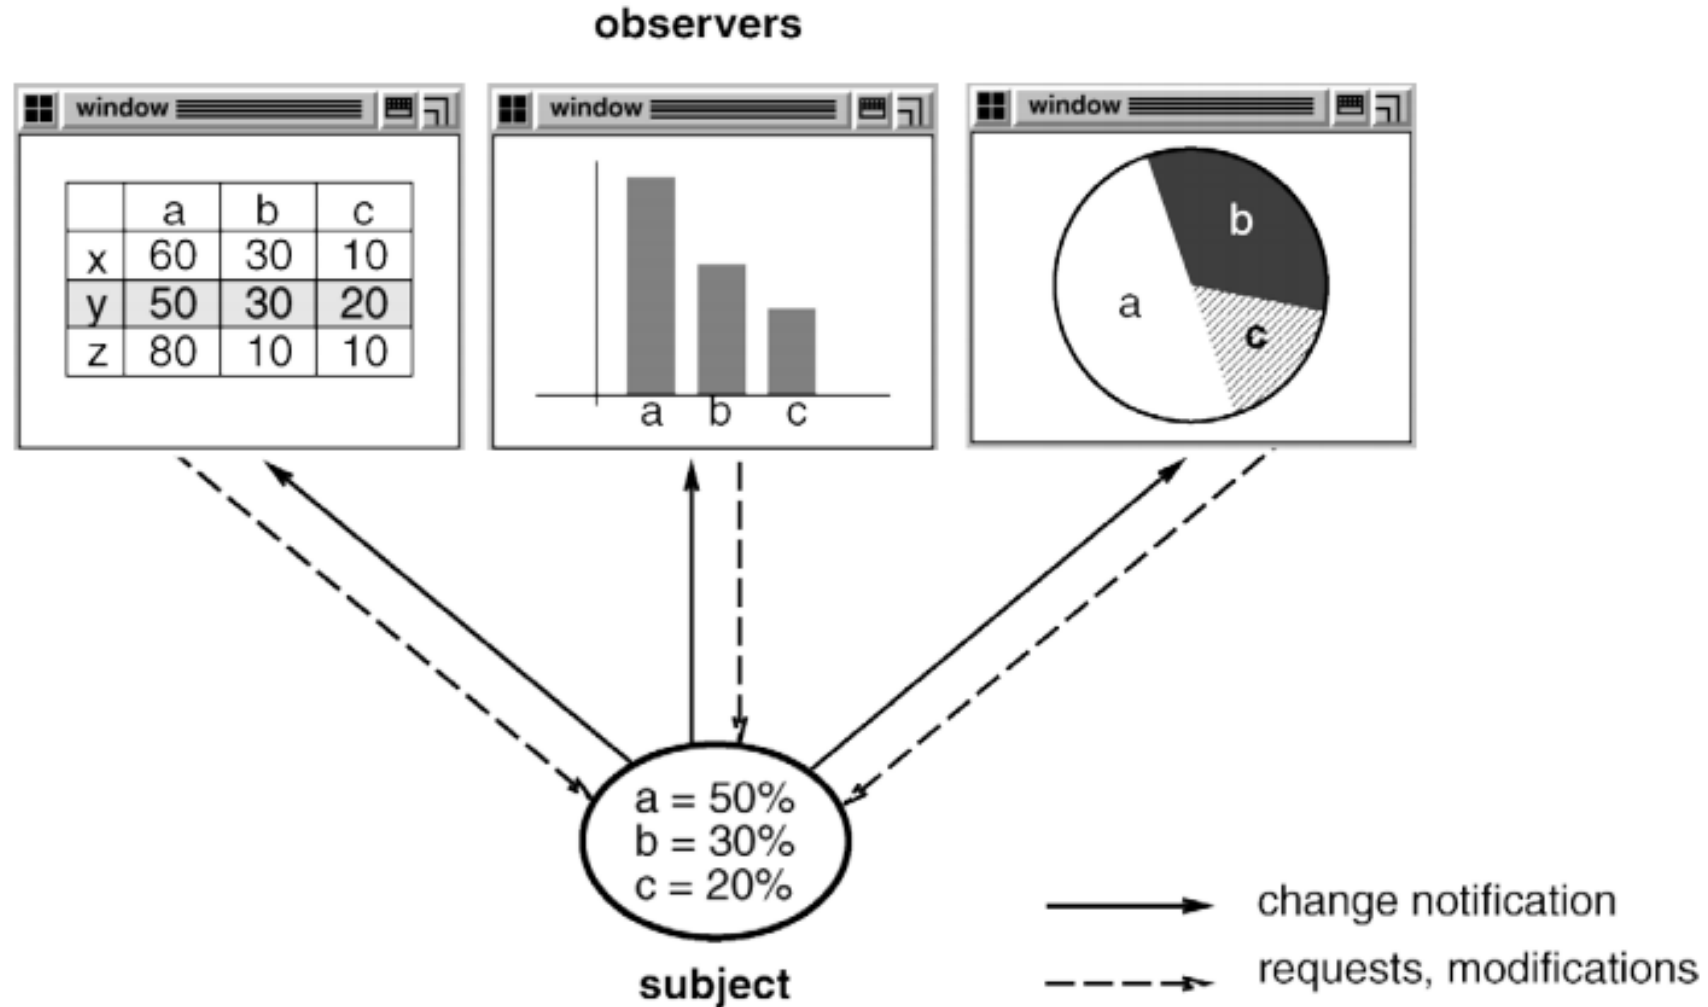 observers
window
a b c
x 60 30 10
y 50 30 20
z 80 10 10
window
a b c
window
b
a
c
a = 50%
b = 30%
c = 20%
subject
change notification
requests, modifications